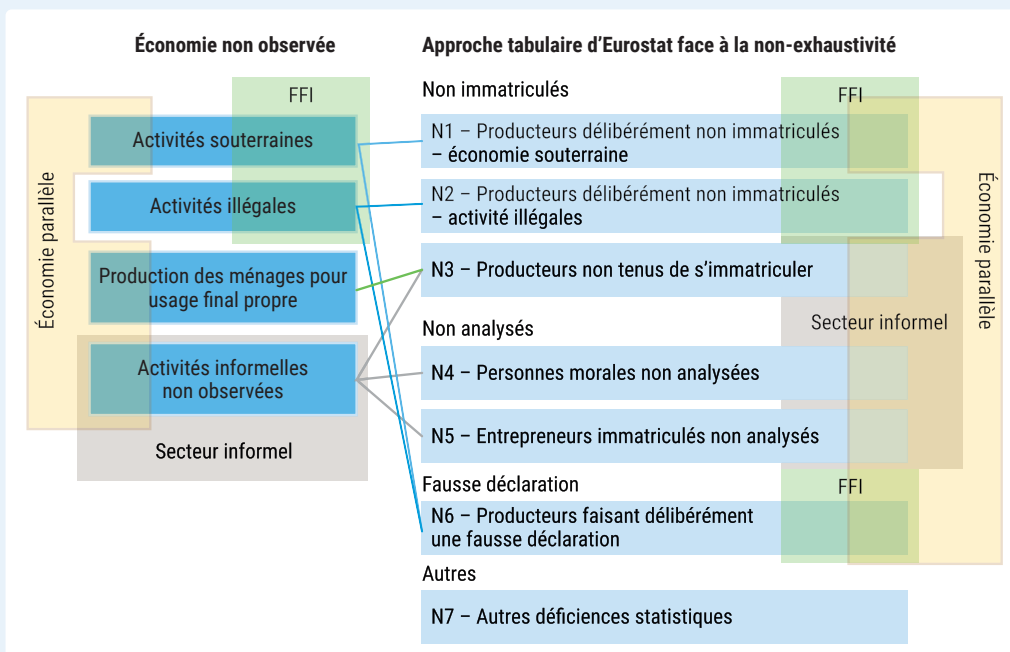 Économie non observée
FFI
Économie parallèle
Activités souterraines
Activités illégales
Production des ménages pour
usage final propre
Activités informelles
non observées
Secteur informel
Approche tabulaire d’Eurostat face à la non-exhaustivité
Non immatriculés
FFI
N1 – Producteurs délibérément non immatriculés
– économie souterraine
N2 – Producteurs délibérément non immatriculés
– activité illégales
N3 – Producteurs non tenus de s’immatriculer
Économie parallèle
Secteur informel
Non analysés
N4 – Personnes morales non analysées
N5 – Entrepreneurs immatriculés non analysés
Fausse déclaration
FFI
N6 – Producteurs faisant délibérément
une fausse déclaration
Autres
N7 – Autres déficiences statistiques